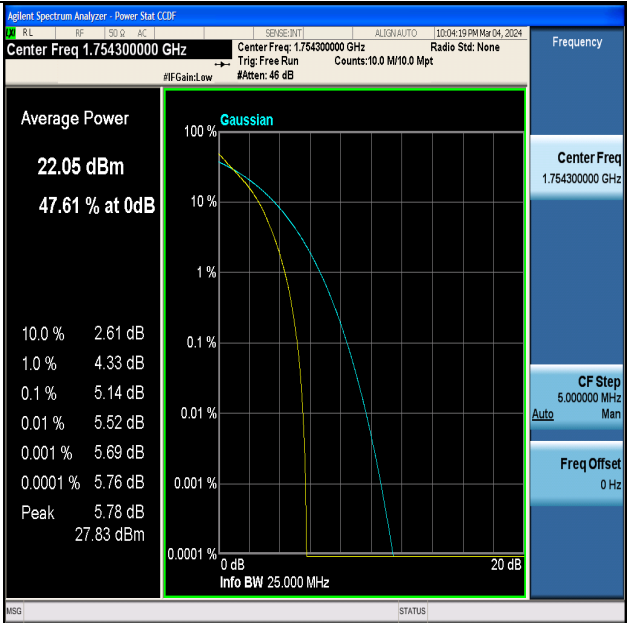 Agilent Spectrum Analyzer - Power Stat CCDF
LXI RL RF 50 Ω AC SENSE:INT ALIGN AUTO 10:04:19 PM Mar 04, 2024
Center Freq 1.754300000 GHz
Center Freq: 1.754300000 GHz Radio Std: None
Trig: Free Run Counts:10.0 M/10.0 Mpt
#IFGain:Low #Atten: 46 dB
Frequency
Average Power
22.05 dBm
47.61 % at 0dB
10.0 % 2.61 dB
1.0 % 4.33 dB
0.1 % 5.14 dB
0.01 % 5.52 dB
0.001 % 5.69 dB
0.0001 % 5.76 dB
Peak 5.78 dB
27.83 dBm
Gaussian
100 %
10 %
1 %
0.1 %
0.01 %
0.001 %
0.0001 %
0 dB 20 dB
Info BW 25.000 MHz
Center Freq
1.754300000 GHz
CF Step
5.000000 MHz
Auto Man
Freq Offset
0 Hz
MSG STATUS